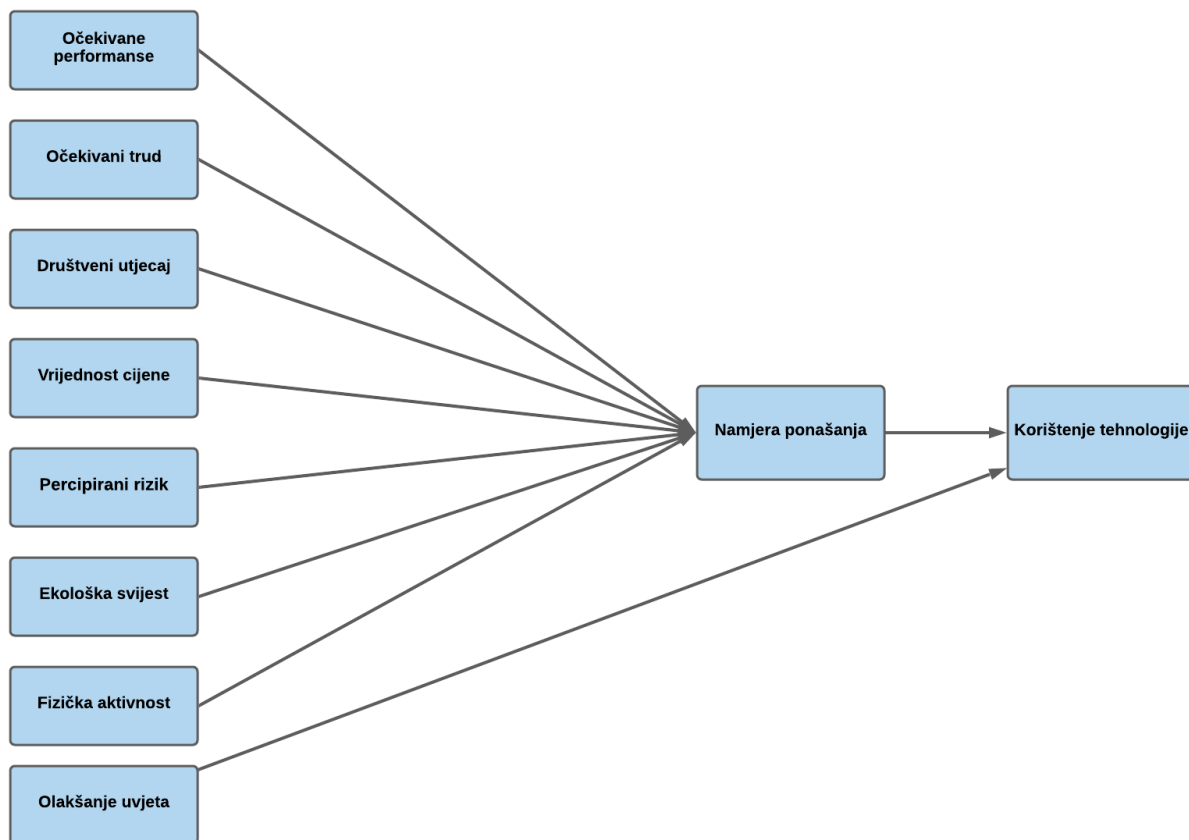 Očekivane
performanse
Očekivani trud
Društveni utjecaj
Vrijednost cijene
Percipirani rizik
Ekološka svijest
Fizička aktivnost
Olakšanje uvjeta
Namjera ponašanja
Korištenje tehnologije